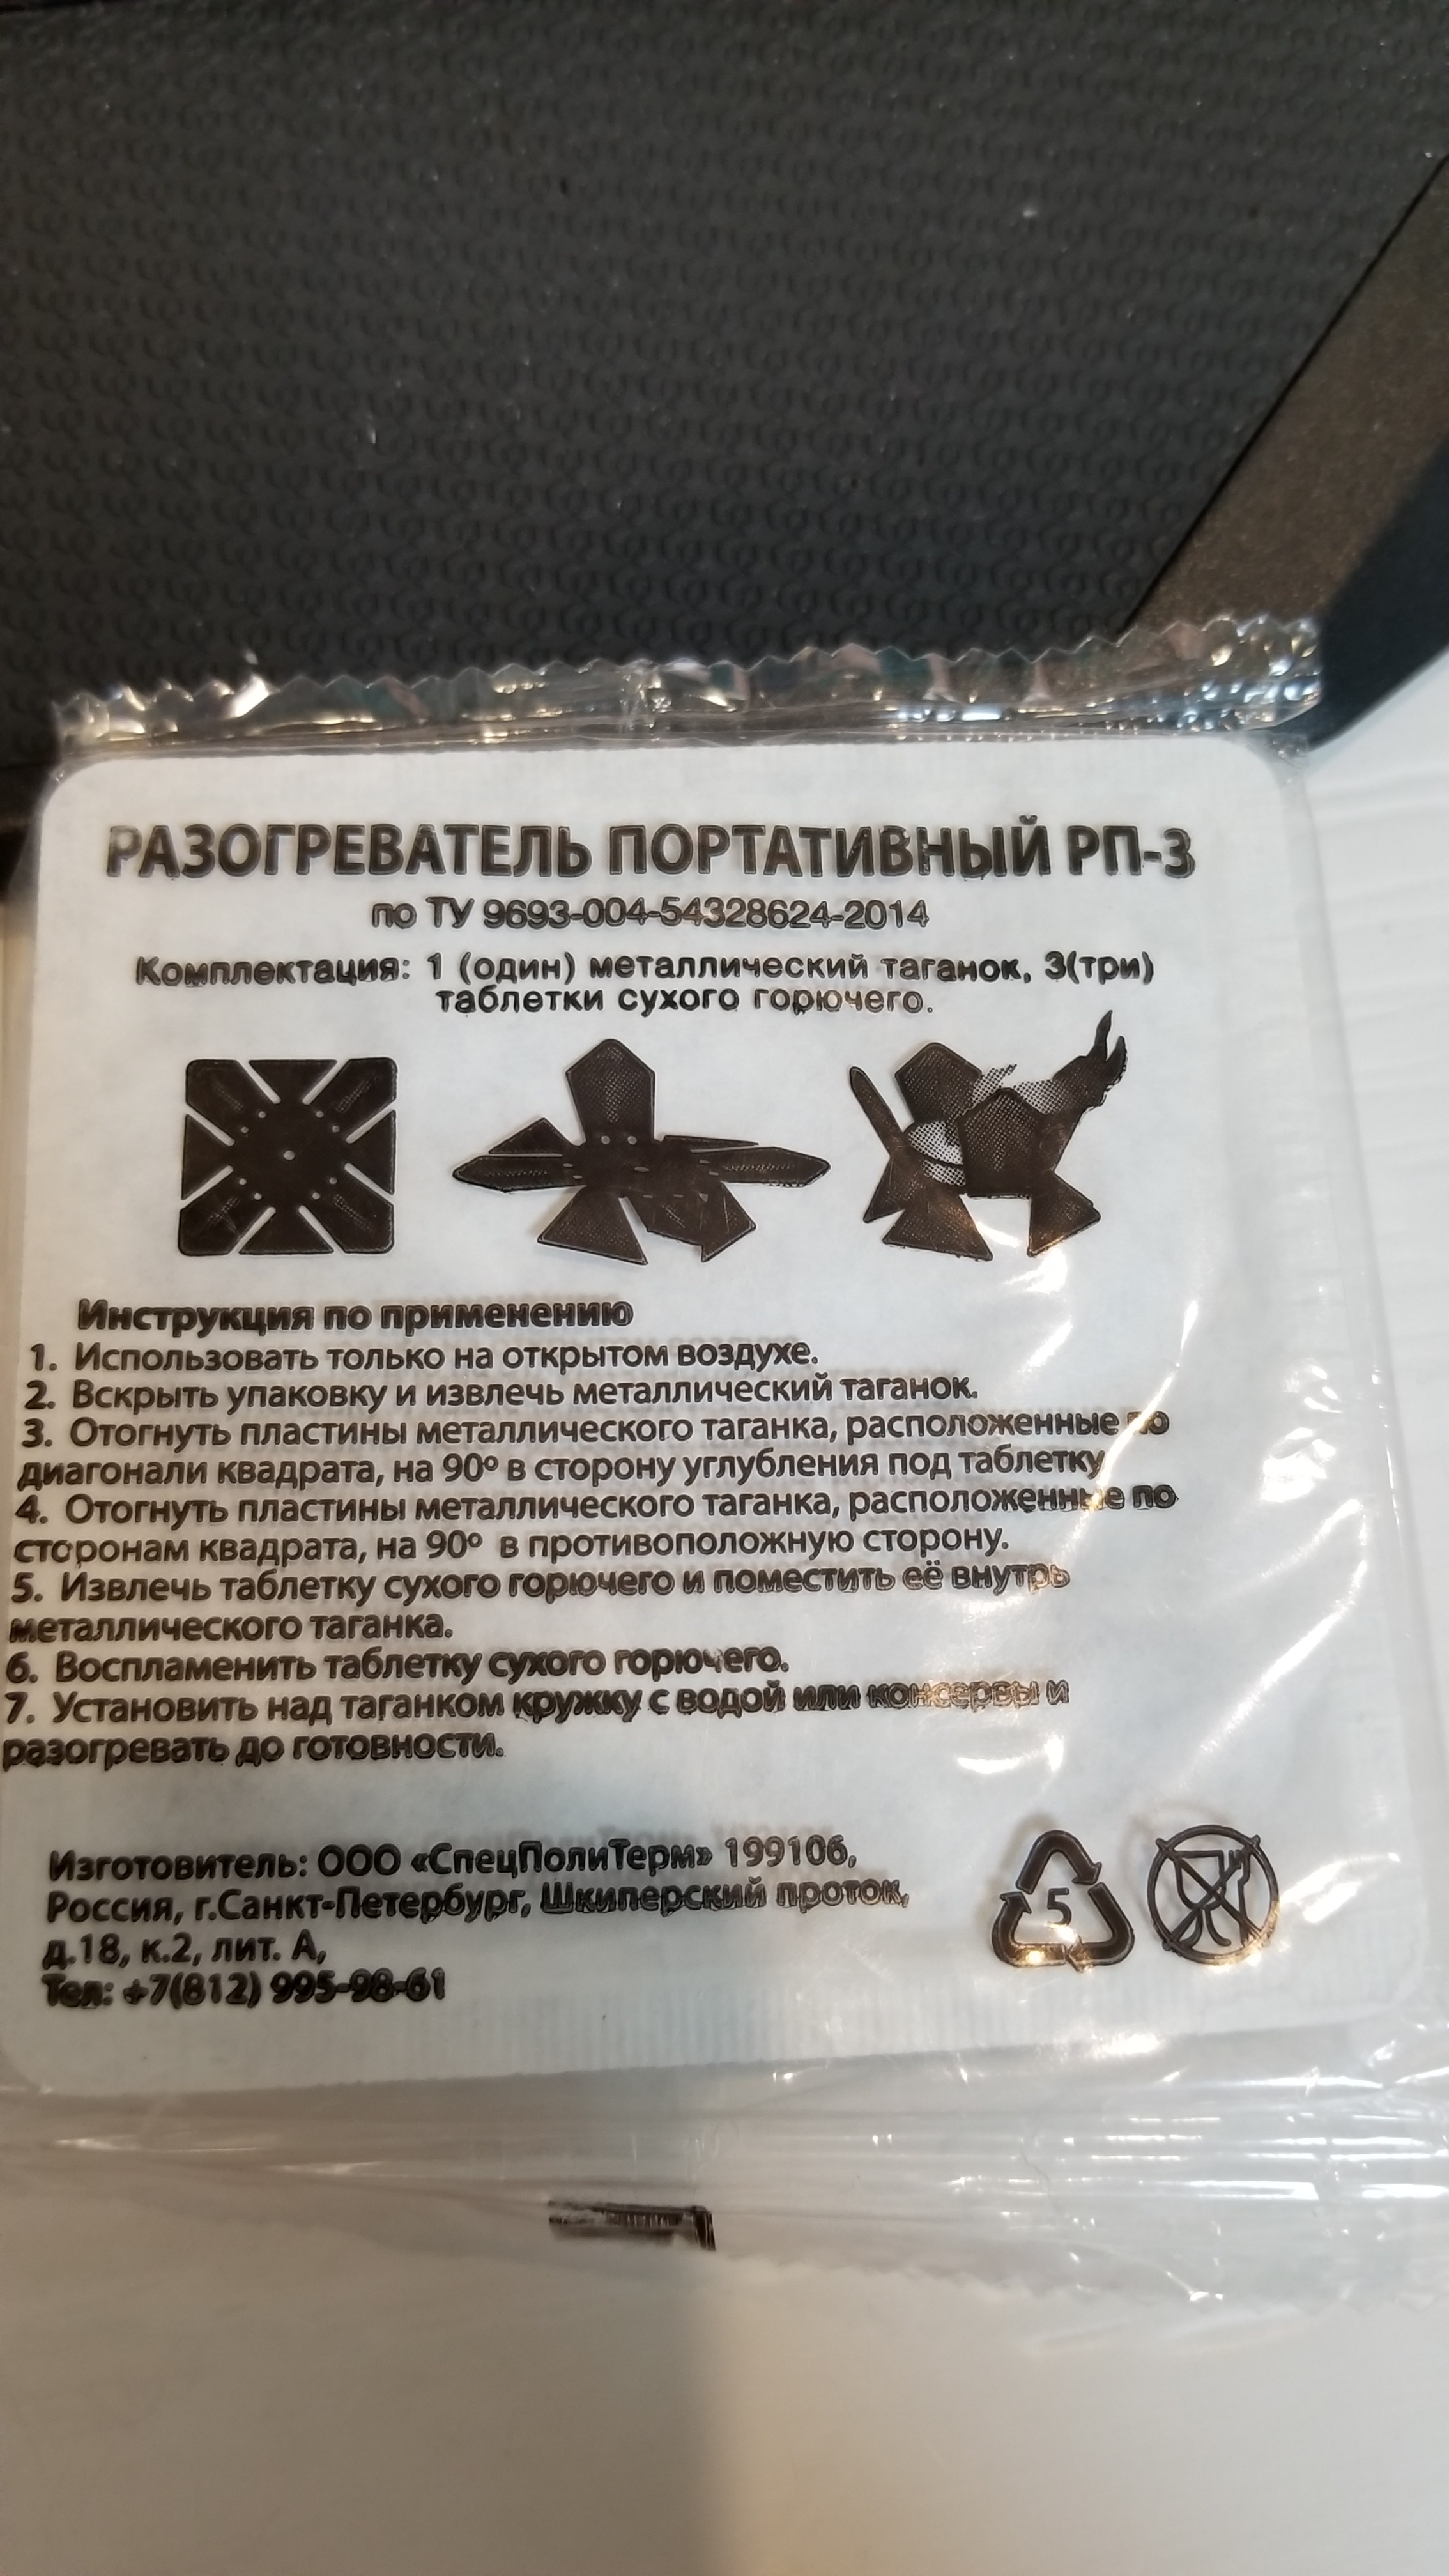 РАЗОГРЕВАТЕЛЬ ПОРТАТИВНЫЙ РП-3
по ТУ 9693-004-54328624-2014
Комплектация: 1 (один) металлический таганок, 3(три)
таблетки сухого горючего.
Инструкция по применению
1. Использовать только на открытом воздухе.
2. Вскрыть упаковку и извлечь металлический таганок.
3. Отогнуть пластины металлического таганка, расположенные по
диагонали квадрата, на 90º в сторону углубления под таблетку
4. Отогнуть пластины металлического таганка, расположенные по
сторонам квадрата, на 90º в противоположную сторону.
5. Извлечь таблетку сухого горючего и поместить её внутрь
металлического таганка.
6. Воспламенить таблетку сухого горючего.
7. Установить над таганком кружку с водой или консервы и
разогревать до готовности.
Изготовитель: ООО «СпецПолиТерм» 199106,
Россия, г.Санкт-Петербург, Шкиперский проток,
д.18, к.2, лит. А,
Тел: +7(812) 995-98-61
5